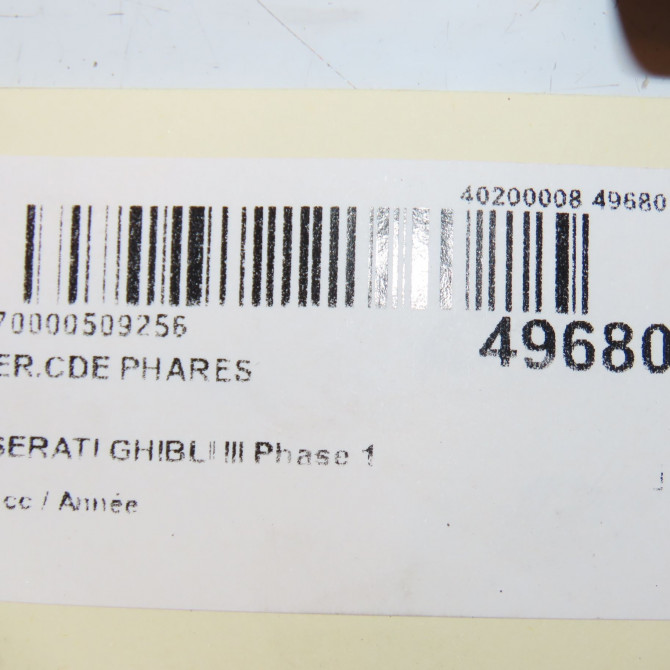 40200008 49680
70000509256
49680
ER.CDE PHARES
SERATI GHIBLI III Phase 1
cc / Année